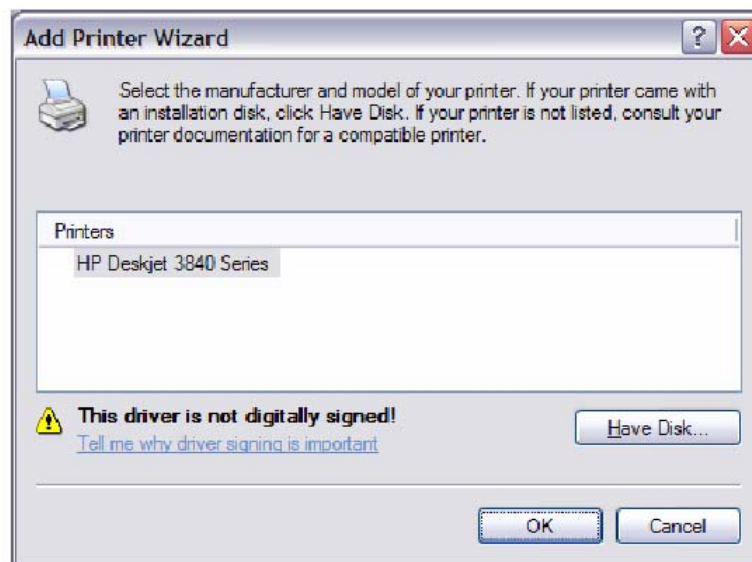 Add Printer Wizard
?
X
Select the manufacturer and model of your printer. If your printer came with
an installation disk, click Have Disk. If your printer is not listed, consult your
printer documentation for a compatible printer.
Printers
HP Deskjet 3840 Series
This driver is not digitally signed!
Tell me why driver signing is important
Have Disk...
OK
Cancel